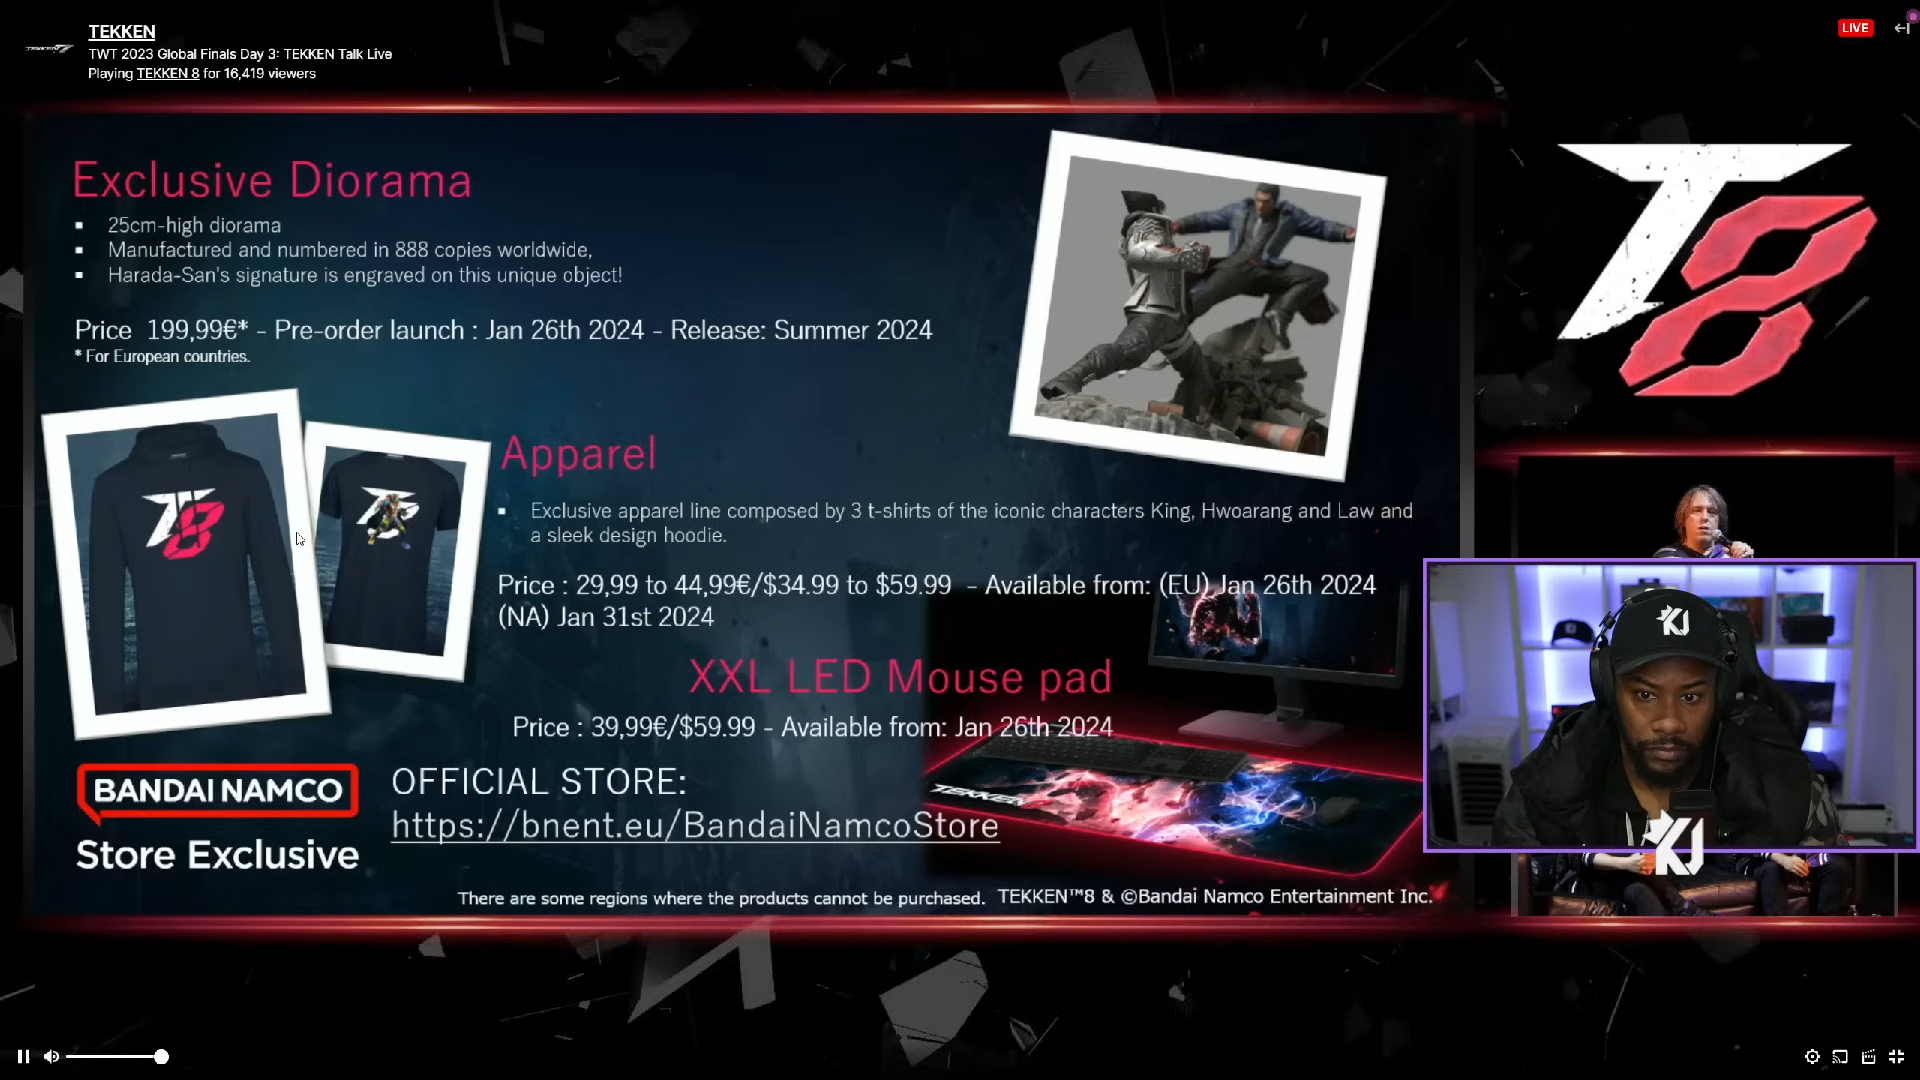 TEKKEN
TWT 2023 Global Finals Day 3: TEKKEN Talk Live
Playing TEKKEN 8 for 16,419 viewers
LIVE
Exclusive Diorama
▪ 25cm-high diorama
▪ Manufactured and numbered in 888 copies worldwide,
▪ Harada-San's signature is engraved on this unique object!
Price 199,99€* - Pre-order launch : Jan 26th 2024 - Release: Summer 2024
* For European countries.
T8
T8
Apparel
▪ Exclusive apparel line composed by 3 t-shirts of the iconic characters King, Hwoarang and Law and
a sleek design hoodie.
Price : 29,99 to 44,99€/$34.99 to $59.99 - Available from: (EU) Jan 26th 2024
(NA) Jan 31st 2024
XXL LED Mouse pad
Price : 39,99€/$59.99 - Available from: Jan 26th 2024
TEKKEN
BANDAI NAMCO
Store Exclusive
OFFICIAL STORE:
https://bnent.eu/BandaiNamcoStore
There are some regions where the products cannot be purchased. TEKKEN™8 & ©Bandai Namco Entertainment Inc.
KJ
KJ